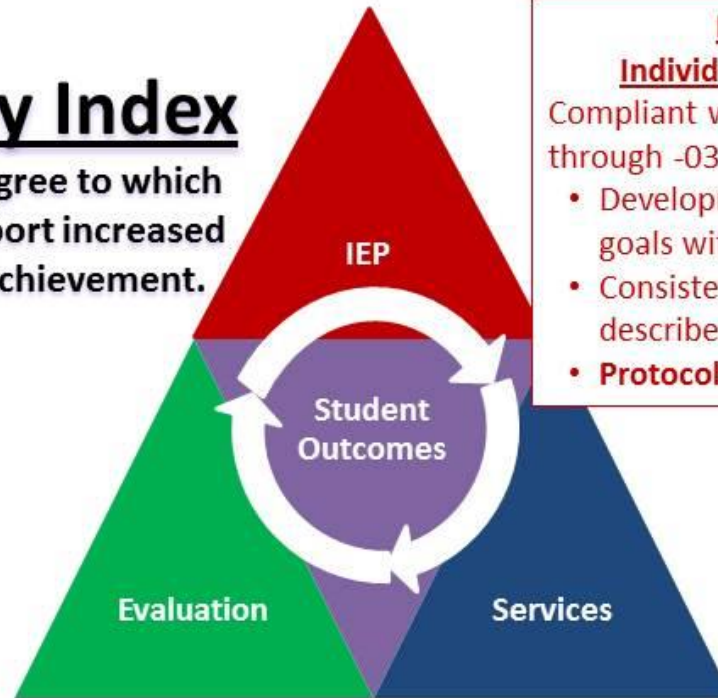 y Index
gree to which
port increased
chievement.
Individ
Compliant w
through -03
• Develop
goals wi
• Consiste
describe
• Protocol
IEP
Student
Outcomes
Evaluation
Services